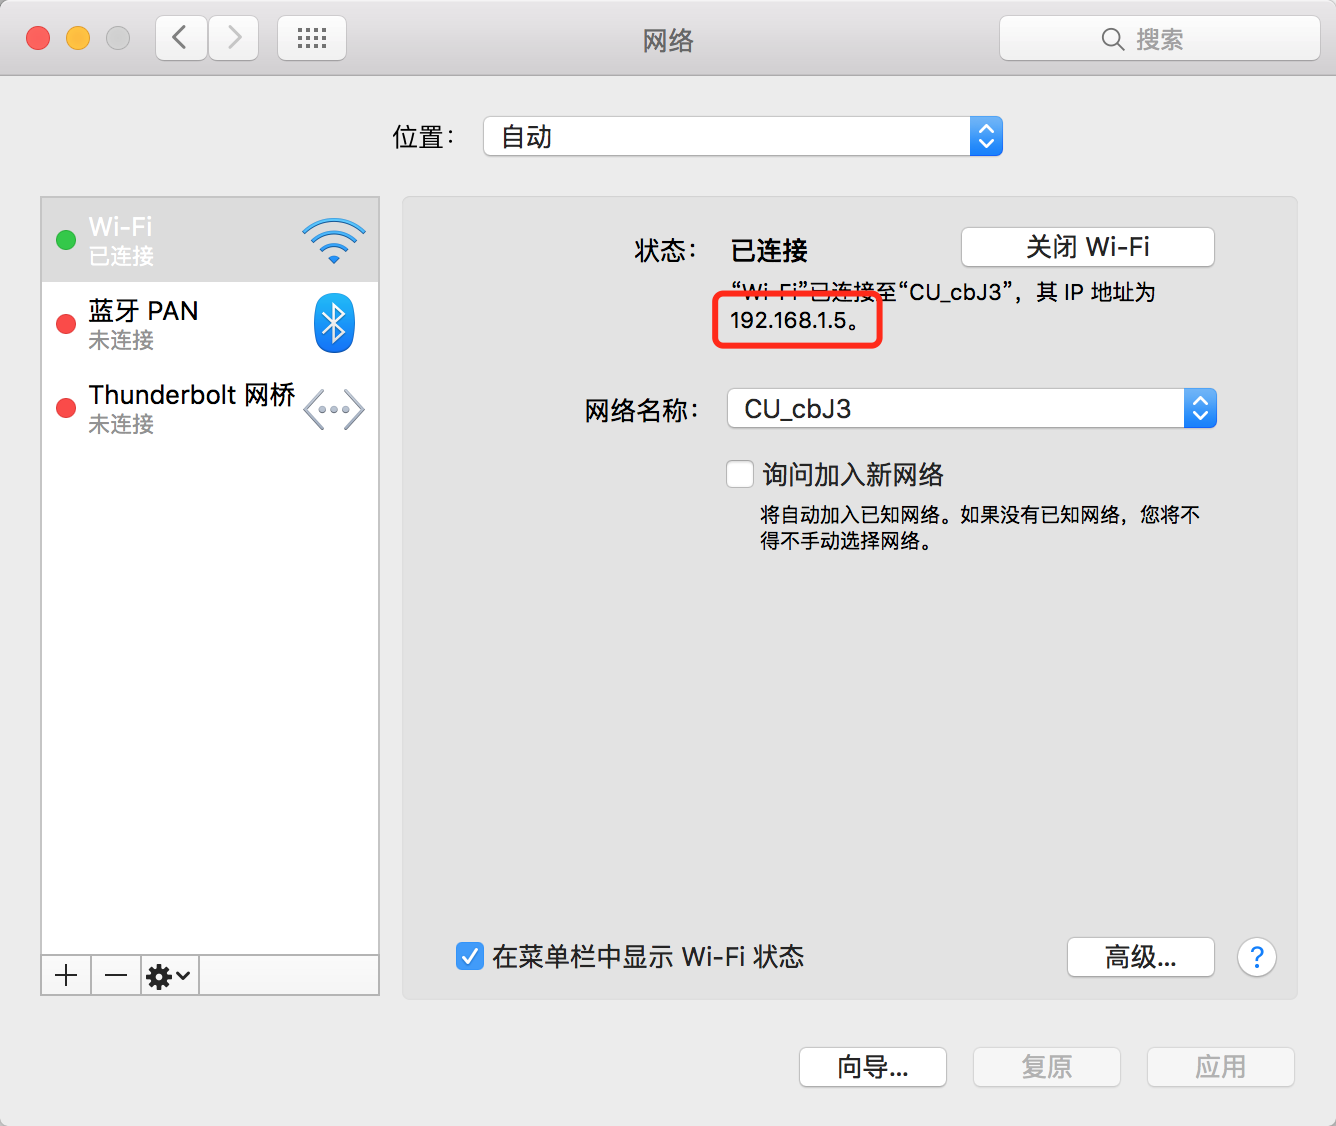 网络
搜索
位置：
自动
Wi-Fi
已连接
蓝牙 PAN
未连接
Thunderbolt 网桥
未连接
状态：
已连接
关闭 Wi-Fi
“Wi-Fi”已连接至“CU_cbJ3”，其 IP 地址为
192.168.1.5。
网络名称：
CU_cbJ3
询问加入新网络
将自动加入已知网络。如果没有已知网络，您将不
得不手动选择网络。
在菜单栏中显示 Wi-Fi 状态
高级...
?
向导...
复原
应用